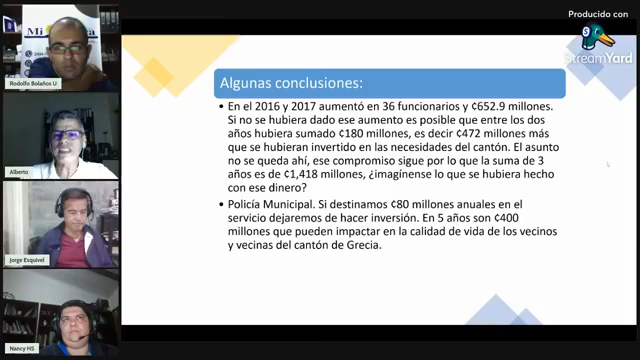 Producido con
StreamYard
Mi
Rodolfo Bolaños U
Alberto
Jorge Esquivel
Nancy HS
Algunas conclusiones:
• En el 2016 y 2017 aumentó en 36 funcionarios y ₡652.9 millones.
Si no se hubiera dado ese aumento es posible que entre los dos
años hubiera sumado ₡180 millones, es decir ₡472 millones más
que se hubieran invertido en las necesidades del cantón. El asunto
no se queda ahí, ese compromiso sigue por lo que la suma de 3
años es de ₡1,418 millones, ¿imagínense lo que se hubiera hecho
con ese dinero?
• Policía Municipal. Si destinamos ₡80 millones anuales en el
servicio dejaremos de hacer inversión. En 5 años son ₡400
millones que pueden impactar en la calidad de vida de los vecinos
y vecinas del cantón de Grecia.